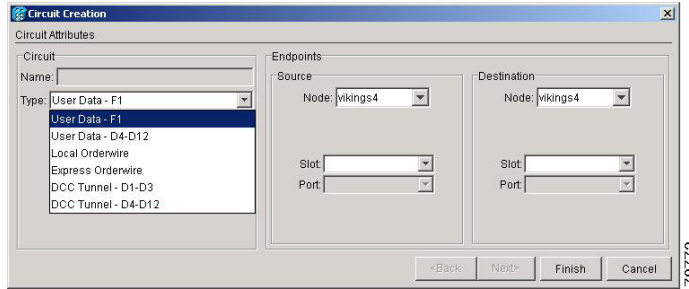 Circuit Creation
Circuit Attributes
Circuit
Name:
Type: User Data - F1
User Data - F1
User Data - D4-D12
Local Orderwire
Express Orderwire
DCC Tunnel - D1-D3
DCC Tunnel - D4-D12
Endpoints
Source
Node: vikings4
Slot:
Port:
Destination
Node: vikings4
Slot:
Port:
<Back
Next>
Finish
Cancel